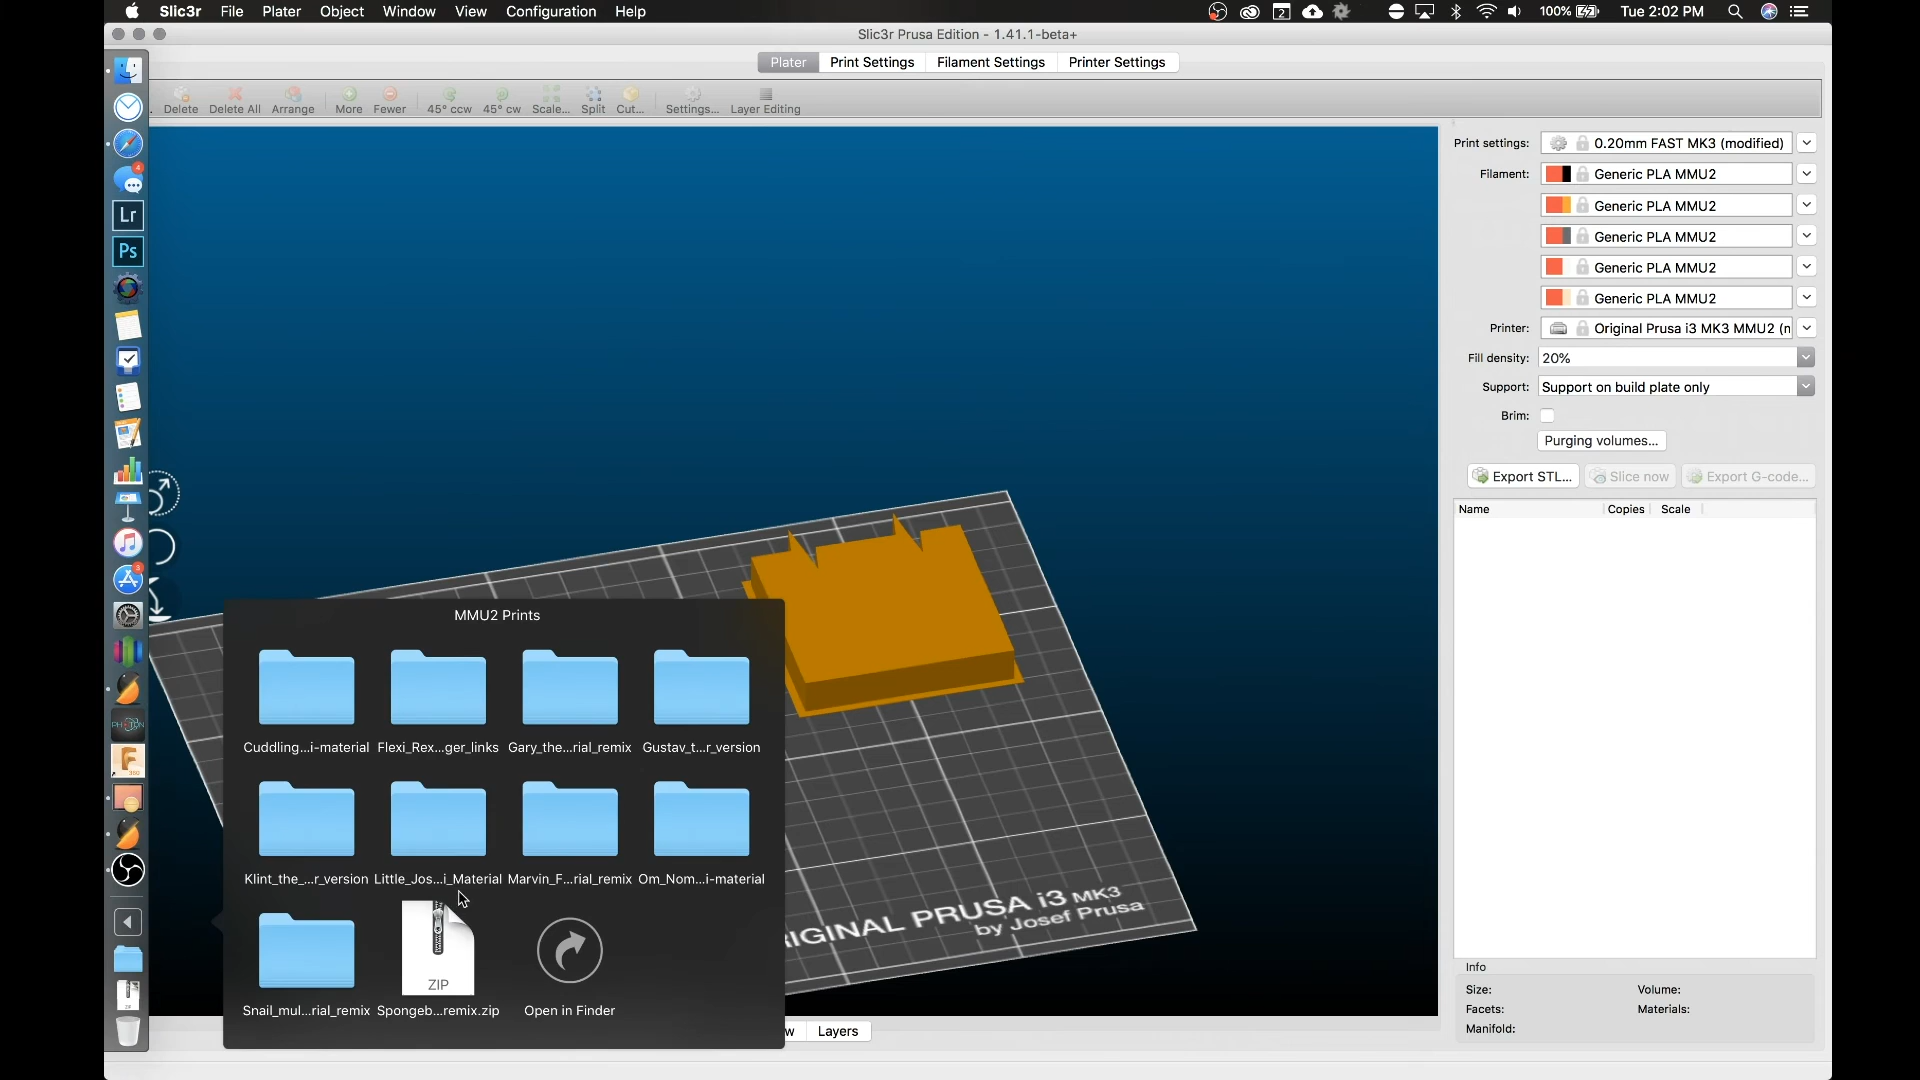 Slic3r File Plater Object Window View Configuration Help 2 100% Tue 2:02 PM
Slic3r Prusa Edition - 1.41.1-beta+
Plater Print Settings Filament Settings Printer Settings
Delete Delete All Arrange More Fewer 45° ccw 45° cw Scale... Split Cut... Settings... Layer Editing
Print settings: 0.20mm FAST MK3 (modified)
Filament: Generic PLA MMU2
Generic PLA MMU2
Generic PLA MMU2
Generic PLA MMU2
Generic PLA MMU2
Printer: Original Prusa i3 MK3 MMU2 (
Fill density: 20%
Support: Support on build plate only
Brim:
Purging volumes...
Export STL... Slice now Export G-code...
Name Copies Scale
4
Lr
Ps
3
F
360
MMU2 Prints
Cuddling...i-material Flexi_Rex...ger_links Gary_the...rial_remix Gustav_t...r_version
Klint_the_...r_version Little_Jos...i_Material Marvin_F...rial_remix Om_Nom...i-material
ZIP
Snail_mul...rial_remix Spongeb...remix.zip Open in Finder
RIGINAL PRUSA i3 MK3
by Josef Prusa
w Layers
Info
Size: Volume:
Facets: Materials:
Manifold: